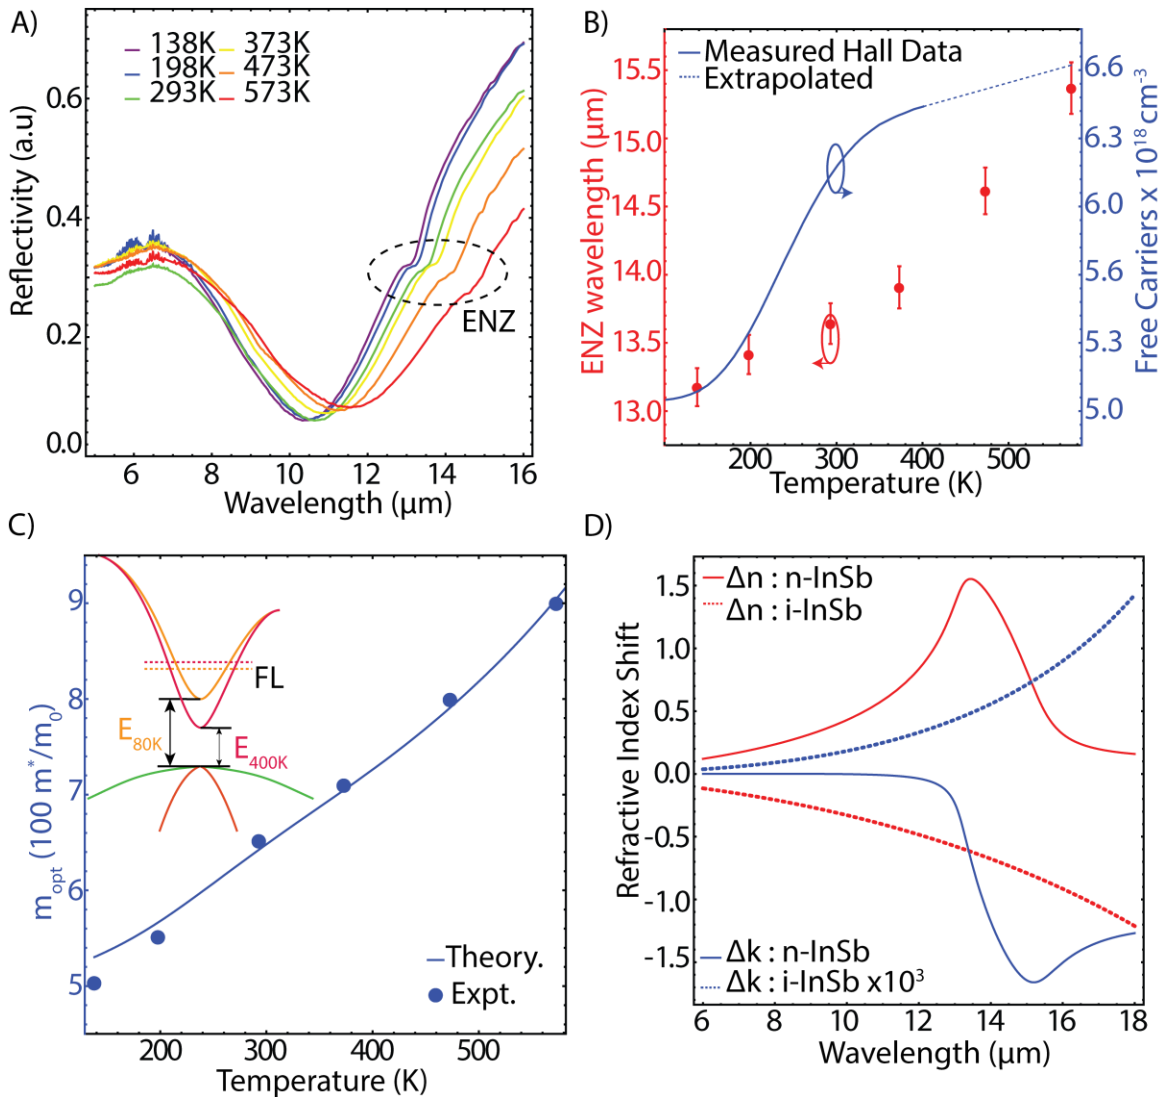 A)
138K 373K
198K 473K
293K 573K
ENZ
Reflectivity (a.u)
0.6
0.4
0.2
0.0
6 8 10 12 14 16
Wavelength (μm)
B)
Measured Hall Data
Extrapolated
ENZ wavelength (μm)
15.5
15.0
14.5
14.0
13.5
13.0
Free Carriers x 10¹⁸ cm⁻³
6.6
6.3
6.0
5.6
5.3
5.0
200 300 400 500
Temperature (K)
C)
m_opt (100 m*/m₀)
9
8
7
6
5
FL
E_80K
E_400K
Theory.
Expt.
200 300 400 500
Temperature (K)
D)
Δn : n-InSb
Δn : i-InSb
Refractive Index Shift
1.5
1.0
0.5
0.0
-0.5
-1.0
-1.5
Δk : n-InSb
Δk : i-InSb x10³
6 8 10 12 14 16 18
Wavelength (μm)